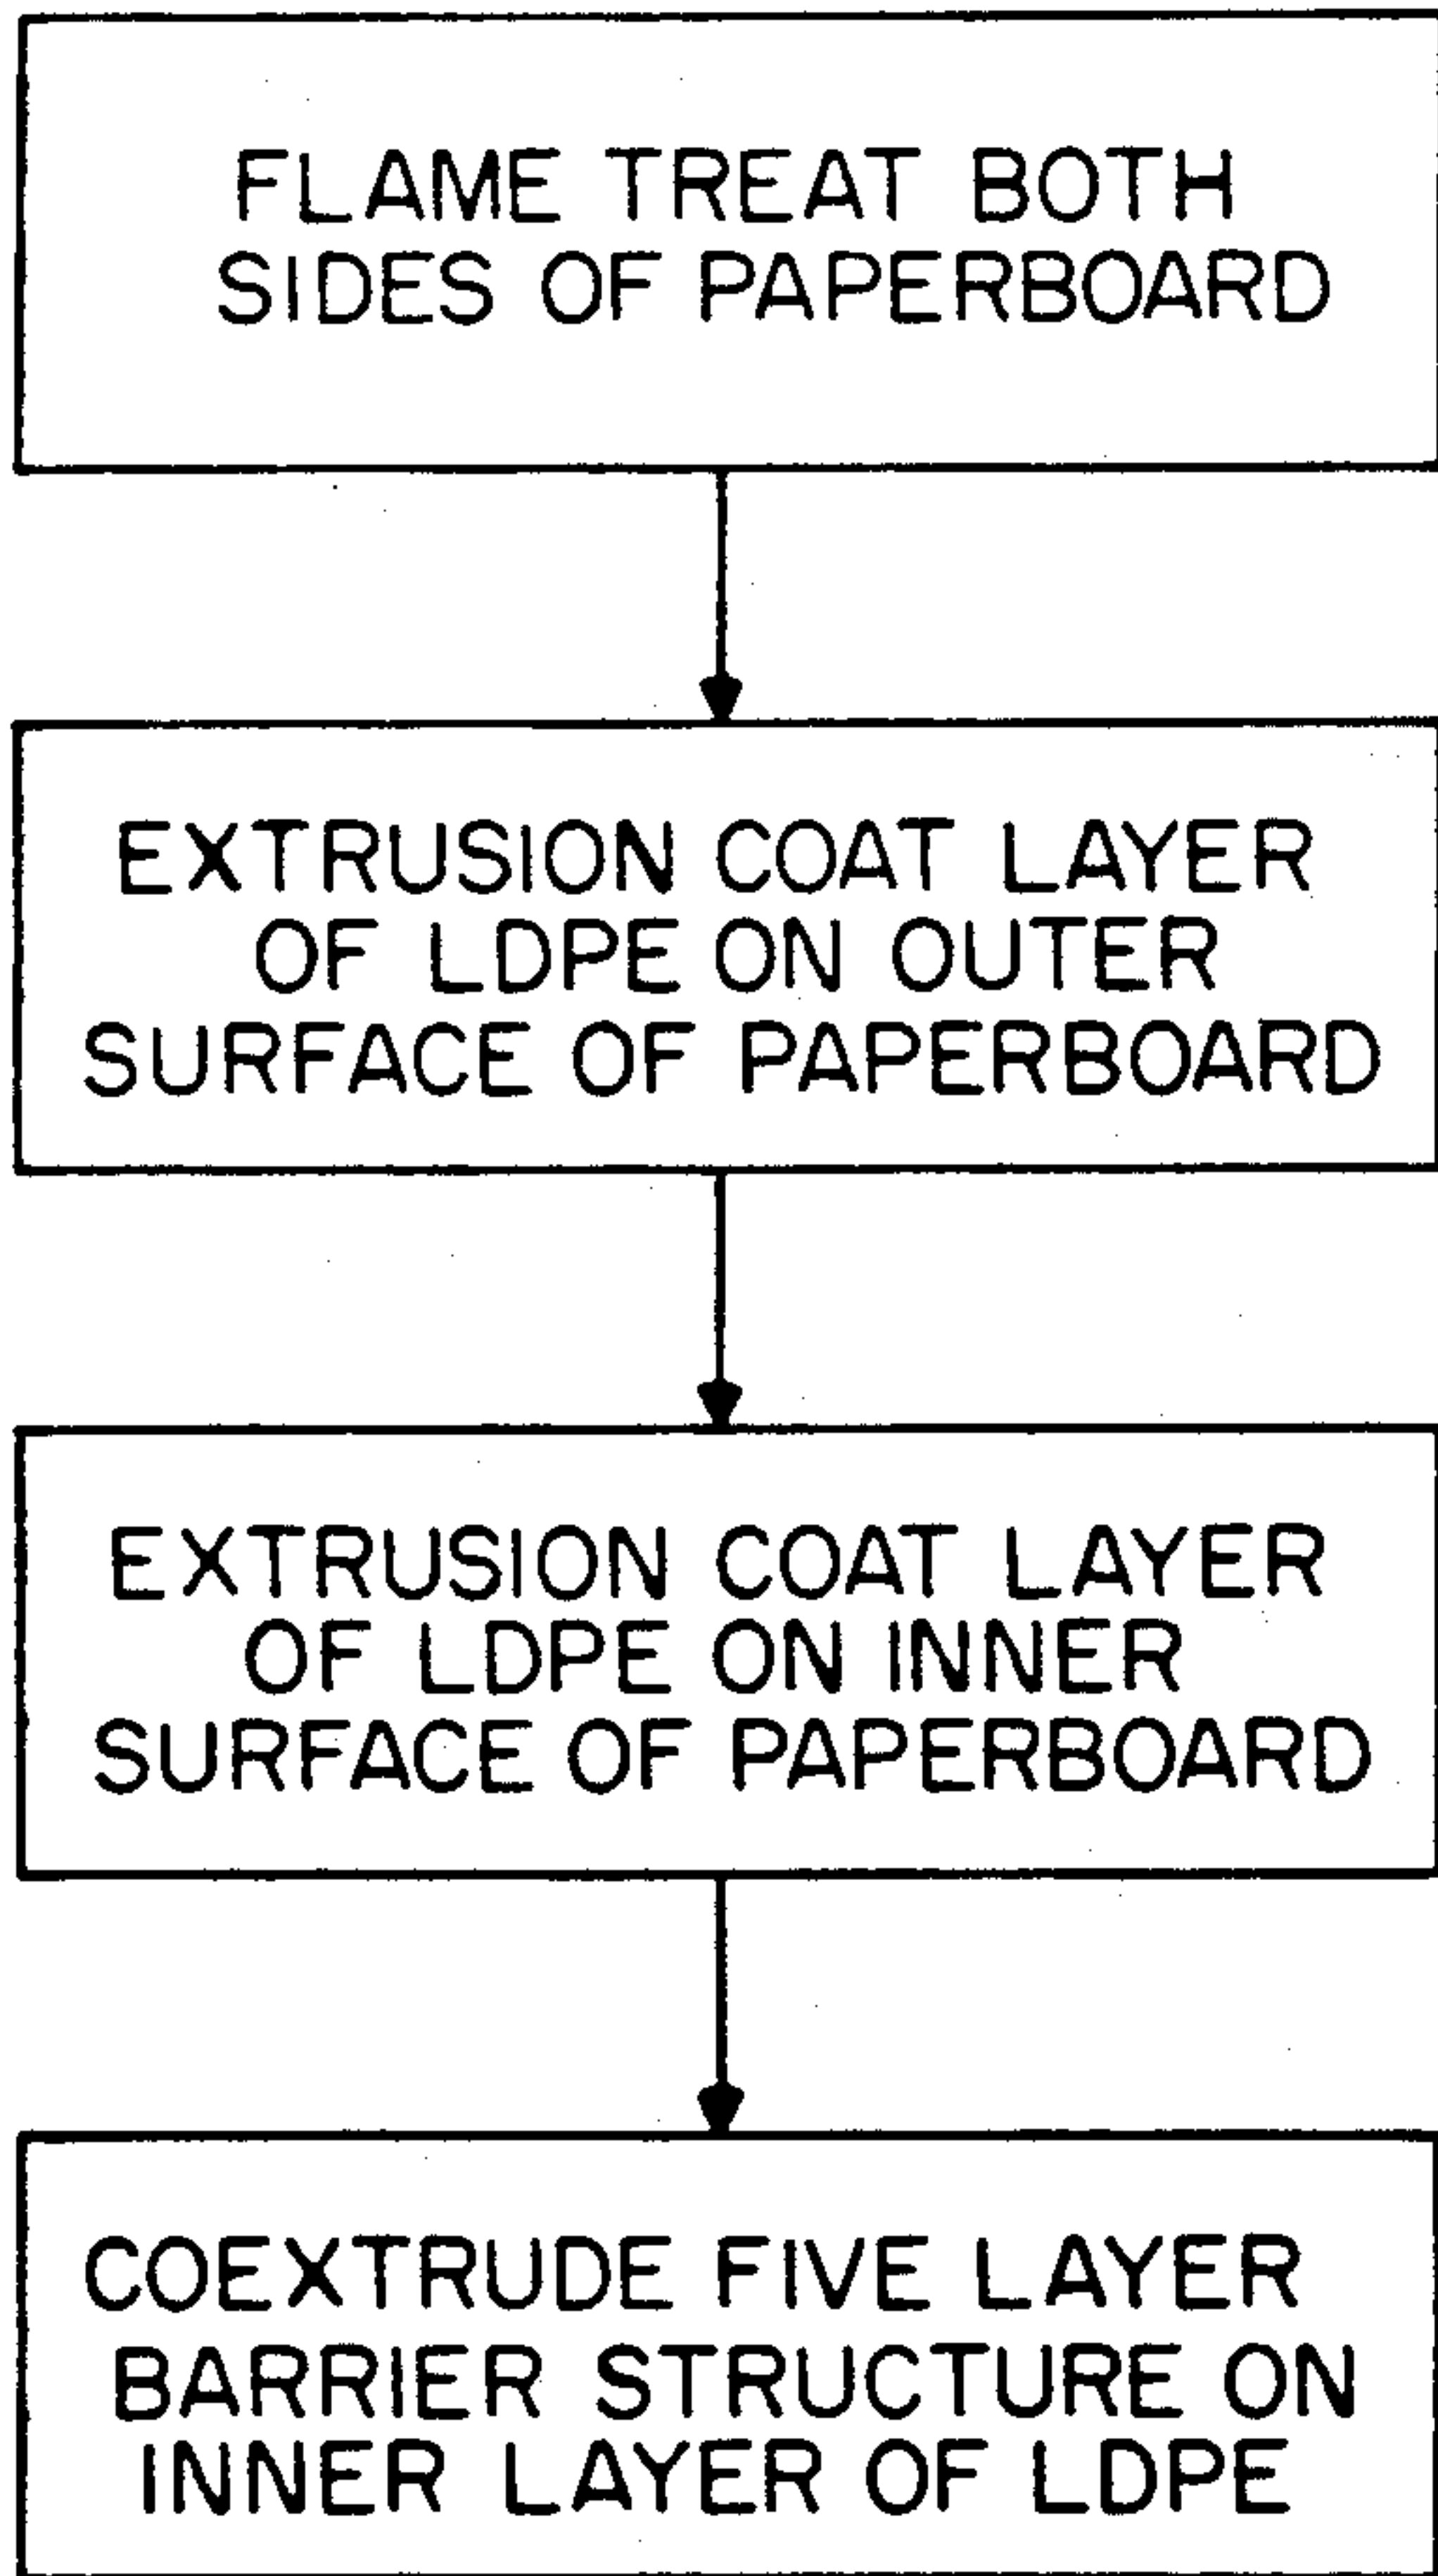 FLAME TREAT BOTH
SIDES OF PAPERBOARD
EXTRUSION COAT LAYER
OF LDPE ON OUTER
SURFACE OF PAPERBOARD
EXTRUSION COAT LAYER
OF LDPE ON INNER
SURFACE OF PAPERBOARD
COEXTRUDE FIVE LAYER
BARRIER STRUCTURE ON
INNER LAYER OF LDPE